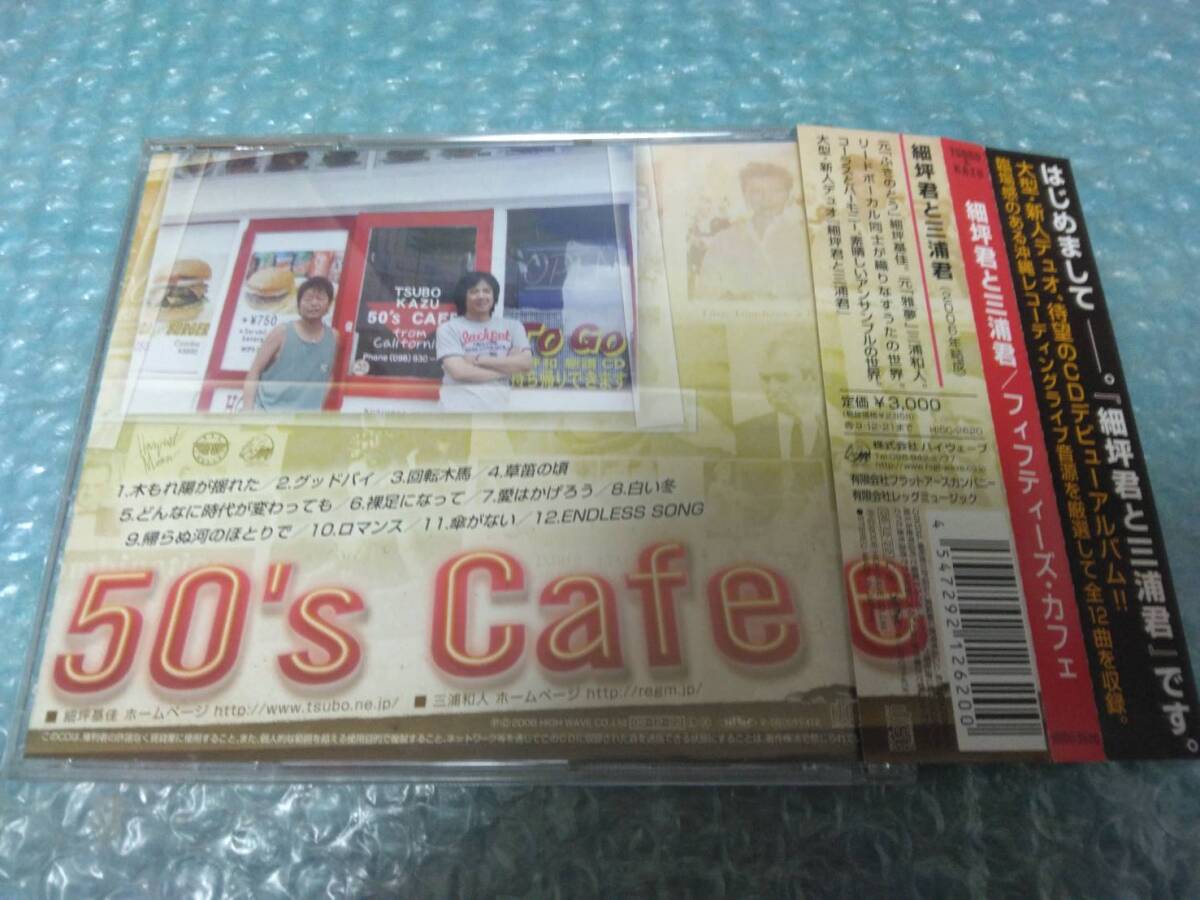 TSUBO
KAZU
50's CAFE
from
California
Phone (098) 930
¥750
To Go
持ち帰りできます
Harvest
Moon
1.木もれ陽が揺れた／2.グッドバイ／3.回転木馬／4.草笛の頃
5.どんなに時代が変わっても／6.裸足になって／7.愛はかげろう／8.白い冬
9.帰らぬ河のほとりで／10.ロマンス／11.傘がない／12.ENDLESS SONG
50's Cafe
■ 細坪基佳 ホームページ http://www.tsubo.ne.jp/ ■ 三浦和人 ホームページ http://regm.jp/
はじめまして――。『細坪君と三浦君』です。
大型・新人デュオ、待望のCDデビューアルバム!!
臨場感のある沖縄レコーディングライブ音源を厳選して全12曲を収録。
細坪君と三浦君／フィフティーズ・カフェ
細坪君と三浦君（2006年結成）
元「ふきのとう」細坪基佳。元「雅夢」三浦和人。
リードボーカル同士が織りなすうたの世界。
コーラスとハーモニー、素晴しいアンサンブルの世界。
大型・新人デュオ「細坪君と三浦君」
定価 ¥3,000
HISC-2620
株式会社 ハイウェーブ
有限会社フラットアースカンパニー
有限会社レッグミュージック
4 547292 126200